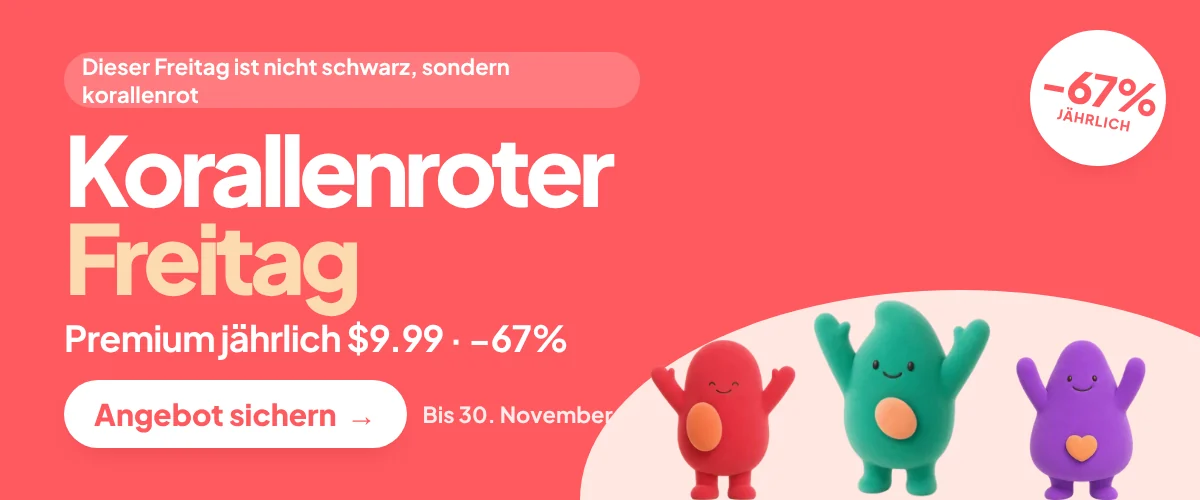 Dieser Freitag ist nicht schwarz, sondern
korallenrot
Korallenroter
Freitag
Premium jährlich $9.99 · −67%
Angebot sichern →
Bis 30. November
−67%
JÄHRLICH